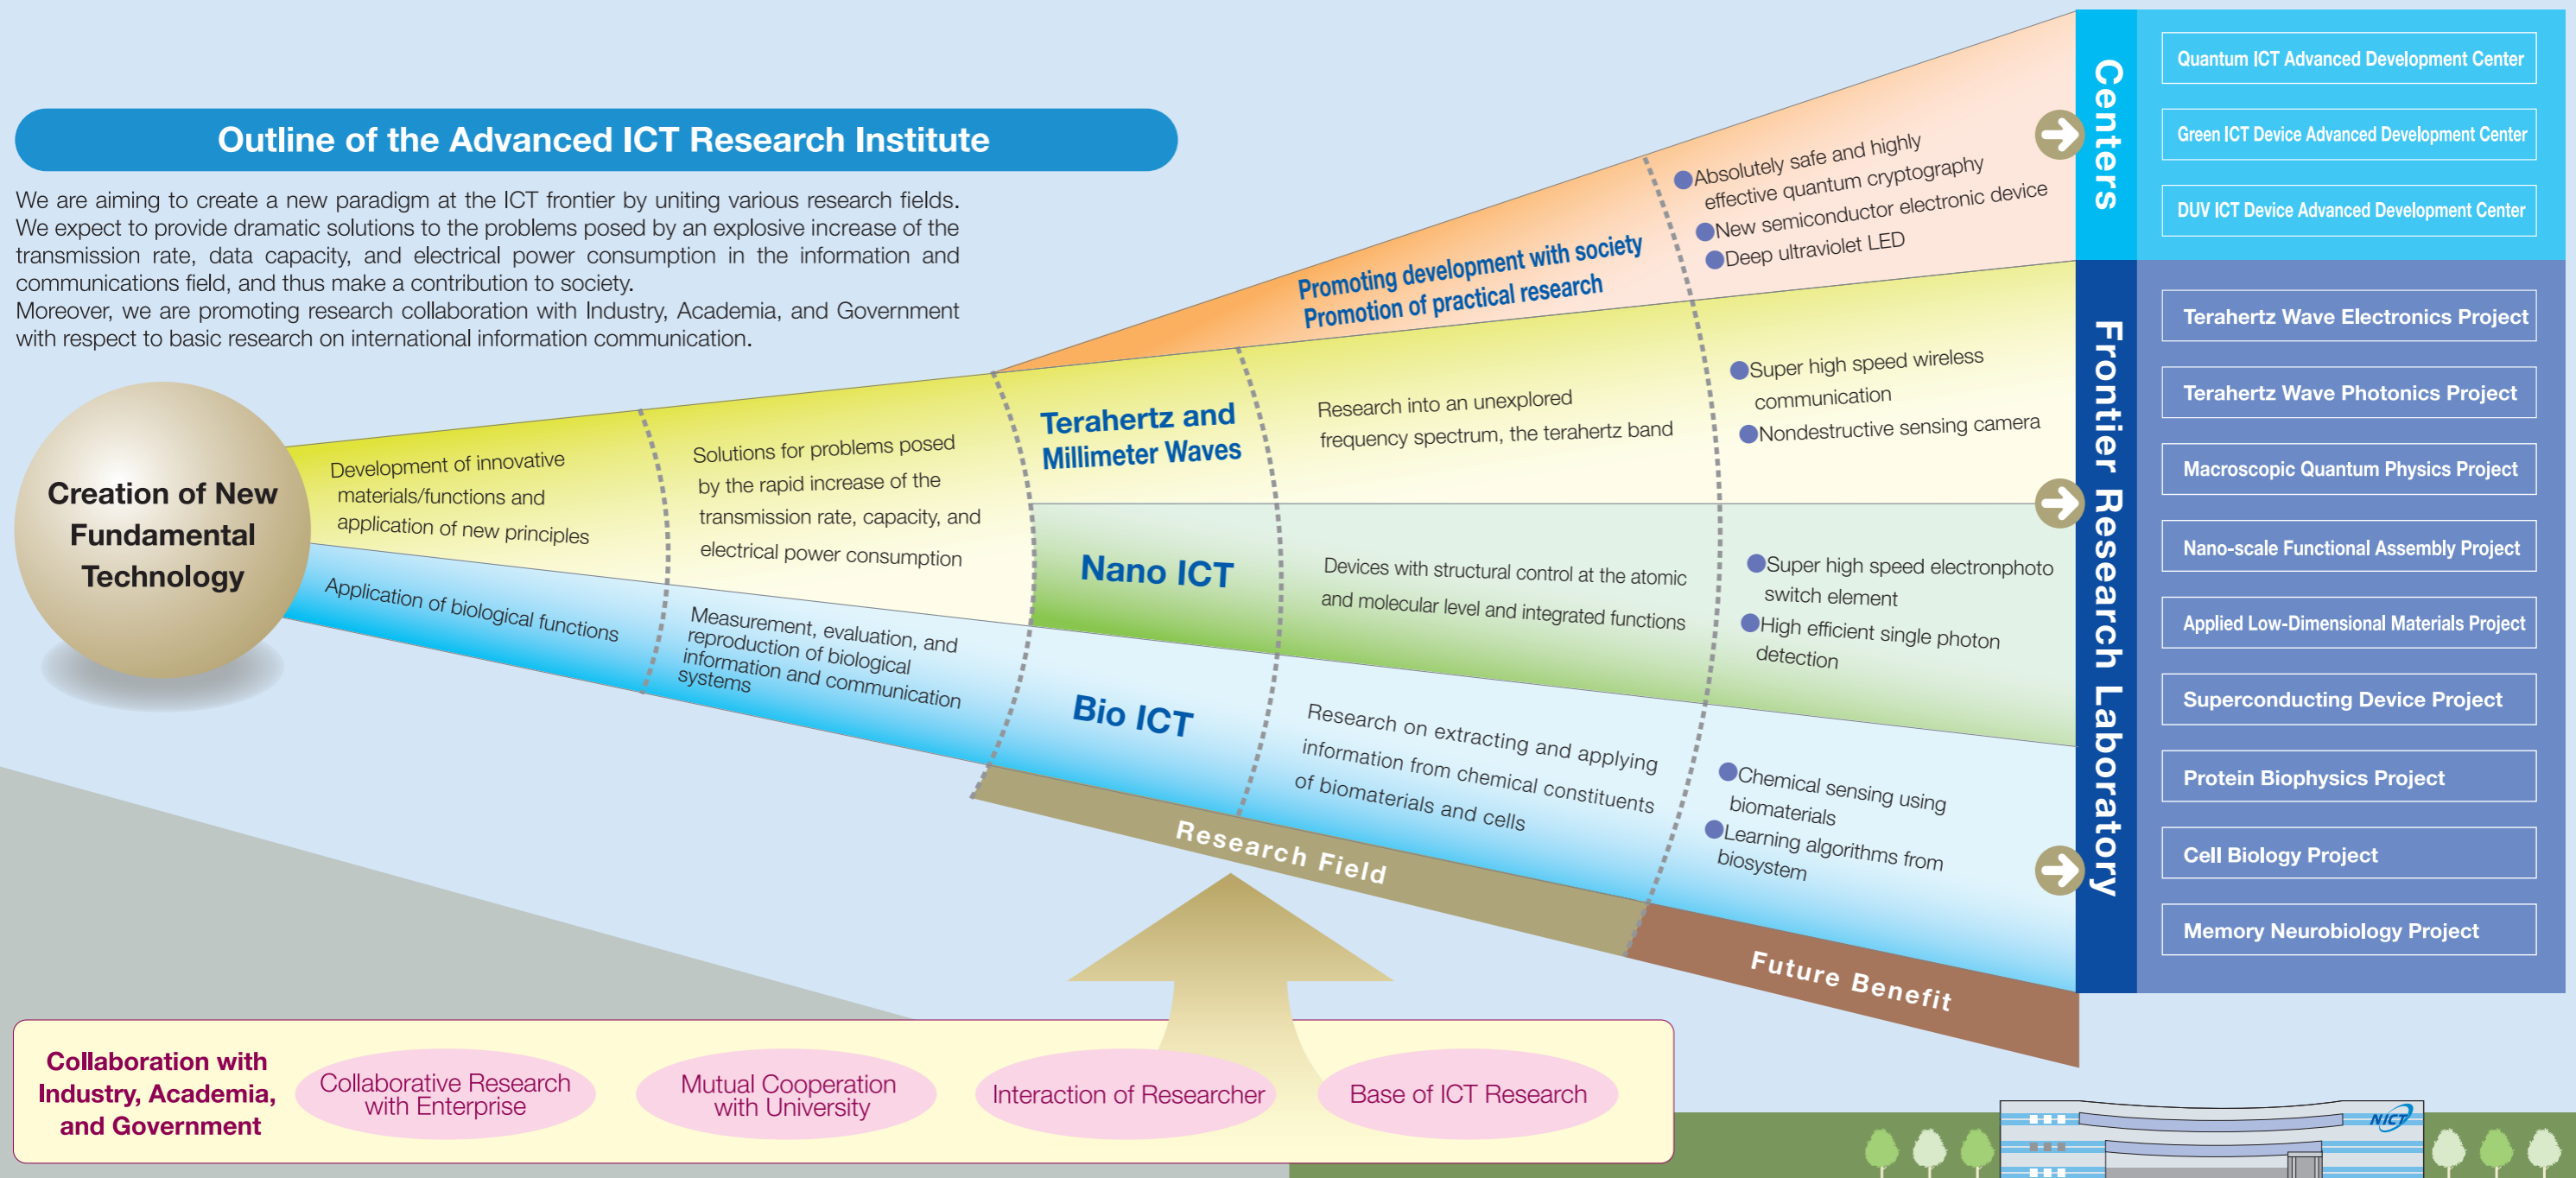 Outline of the Advanced ICT Research Institute
We are aiming to create a new paradigm at the ICT frontier by uniting various research fields.
We expect to provide dramatic solutions to the problems posed by an explosive increase of the
transmission rate, data capacity, and electrical power consumption in the information and
communications field, and thus make a contribution to society.
Moreover, we are promoting research collaboration with Industry, Academia, and Government
with respect to basic research on international information communication.
Creation of New
Fundamental
Technology
Development of innovative
materials/functions and
application of new principles
Application of biological functions
Solutions for problems posed
by the rapid increase of the
transmission rate, capacity, and
electrical power consumption
Measurement, evaluation, and
reproduction of biological
information and communication
systems
Promoting development with society
Promotion of practical research
Terahertz and
Millimeter Waves
Nano ICT
Bio ICT
Research into an unexplored
frequency spectrum, the terahertz band
Devices with structural control at the atomic
and molecular level and integrated functions
Research on extracting and applying
information from chemical constituents
of biomaterials and cells
●Absolutely safe and highly
effective quantum cryptography
●New semiconductor electronic device
●Deep ultraviolet LED
●Super high speed wireless
communication
●Nondestructive sensing camera
●Super high speed electronphoto
switch element
●High efficient single photon
detection
●Chemical sensing using
biomaterials
●Learning algorithms from
biosystem
Research Field
Future Benefit
Centers
Quantum ICT Advanced Development Center
Green ICT Device Advanced Development Center
DUV ICT Device Advanced Development Center
Frontier Research Laboratory
Terahertz Wave Electronics Project
Terahertz Wave Photonics Project
Macroscopic Quantum Physics Project
Nano-scale Functional Assembly Project
Applied Low-Dimensional Materials Project
Superconducting Device Project
Protein Biophysics Project
Cell Biology Project
Memory Neurobiology Project
Collaboration with
Industry, Academia,
and Government
Collaborative Research
with Enterprise
Mutual Cooperation
with University
Interaction of Researcher
Base of ICT Research
NICT